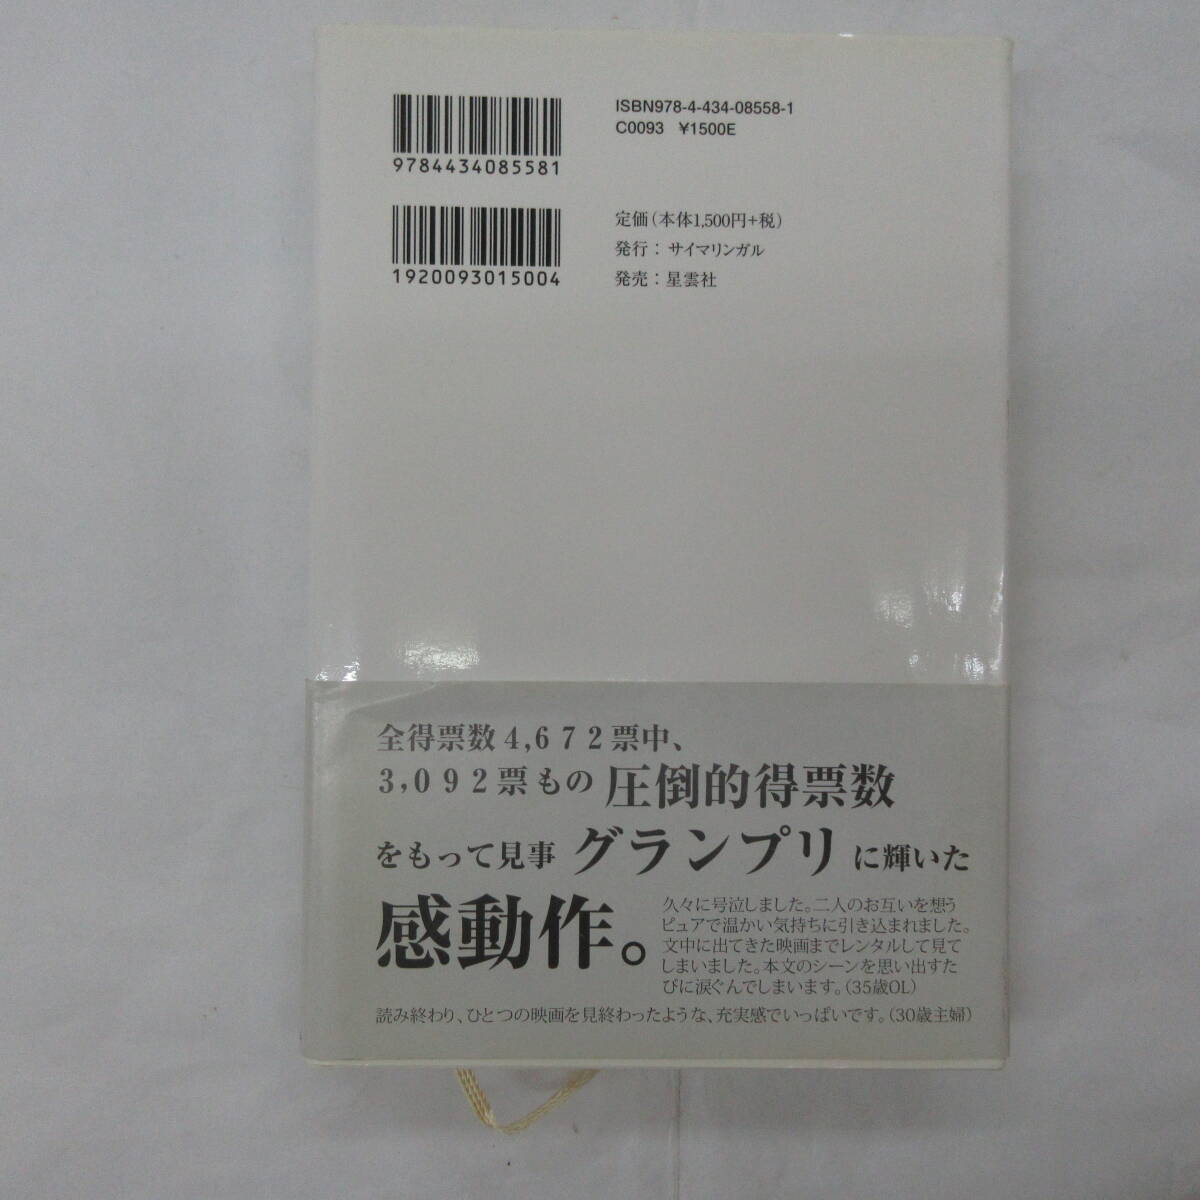 ISBN978-4-434-08558-1
C0093 ¥1500E
9784434085581
定価(本体1,500円+税)
発行：サイマリンガル
発売：星雲社
1920093015004
全得票数4,672票中、
3,092票もの 圧倒的得票数
をもって見事 グランプリ に輝いた
感動作。
久々に号泣しました。二人のお互いを想う
ピュアで温かい気持ちに引き込まれました。
文中に出てきた映画までレンタルして見て
しまいました。本文のシーンを思い出すた
びに涙ぐんでしまいます。(35歳OL)
読み終わり、ひとつの映画を見終わったような、充実感でいっぱいです。(30歳主婦)